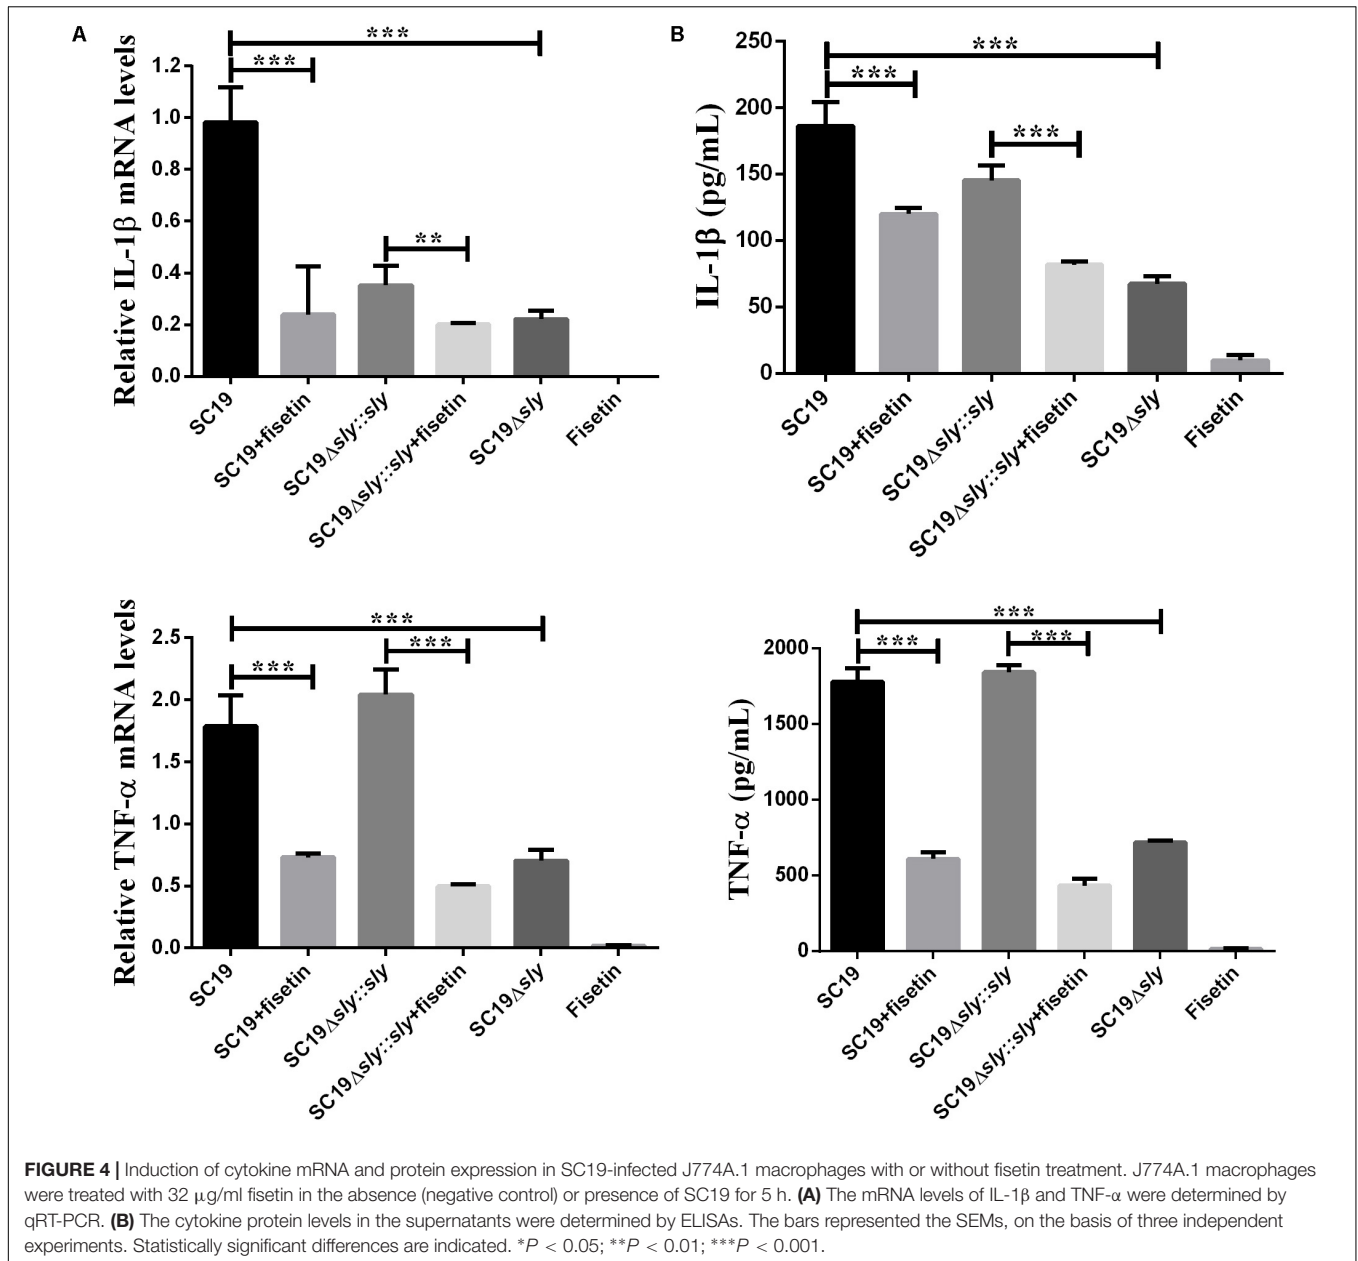 A
Relative IL-1β mRNA levels
1.2
1.0
0.8
0.6
0.4
0.2
0.0
***
***
**
SC19
SC19+fisetin
SC19Δsly::sly
SC19Δsly::sly+fisetin
SC19Δsly
Fisetin
B
IL-1β (pg/mL)
250
200
150
100
50
0
***
***
***
SC19
SC19+fisetin
SC19Δsly::sly
SC19Δsly::sly+fisetin
SC19Δsly
Fisetin
Relative TNF-α mRNA levels
2.5
2.0
1.5
1.0
0.5
0.0
***
***
***
SC19
SC19+fisetin
SC19Δsly::sly
SC19Δsly::sly+fisetin
SC19Δsly
Fisetin
TNF-α (pg/mL)
2000
1500
1000
500
0
***
***
***
SC19
SC19+fisetin
SC19Δsly::sly
SC19Δsly::sly+fisetin
SC19Δsly
Fisetin
FIGURE 4 | Induction of cytokine mRNA and protein expression in SC19-infected J774A.1 macrophages with or without fisetin treatment. J774A.1 macrophages
were treated with 32 μg/ml fisetin in the absence (negative control) or presence of SC19 for 5 h. (A) The mRNA levels of IL-1β and TNF-α were determined by
qRT-PCR. (B) The cytokine protein levels in the supernatants were determined by ELISAs. The bars represented the SEMs, on the basis of three independent
experiments. Statistically significant differences are indicated. *P < 0.05; **P < 0.01; ***P < 0.001.